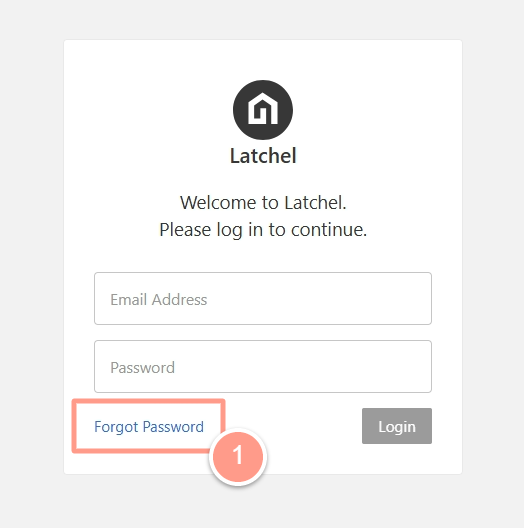 Latchel
Welcome to Latchel.
Please log in to continue.
Email Address
Password
Forgot Password
Login
1